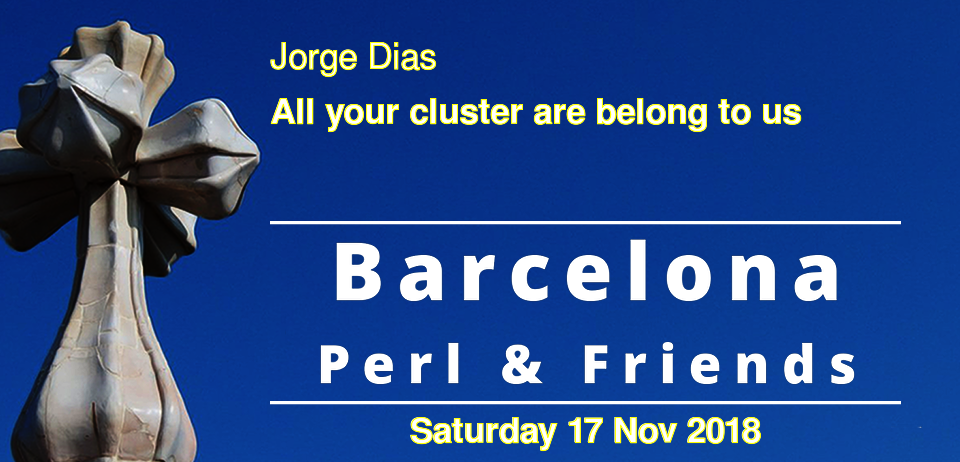 Jorge Dias
All your cluster are belong to us
Barcelona
Perl & Friends
Saturday 17 Nov 2018